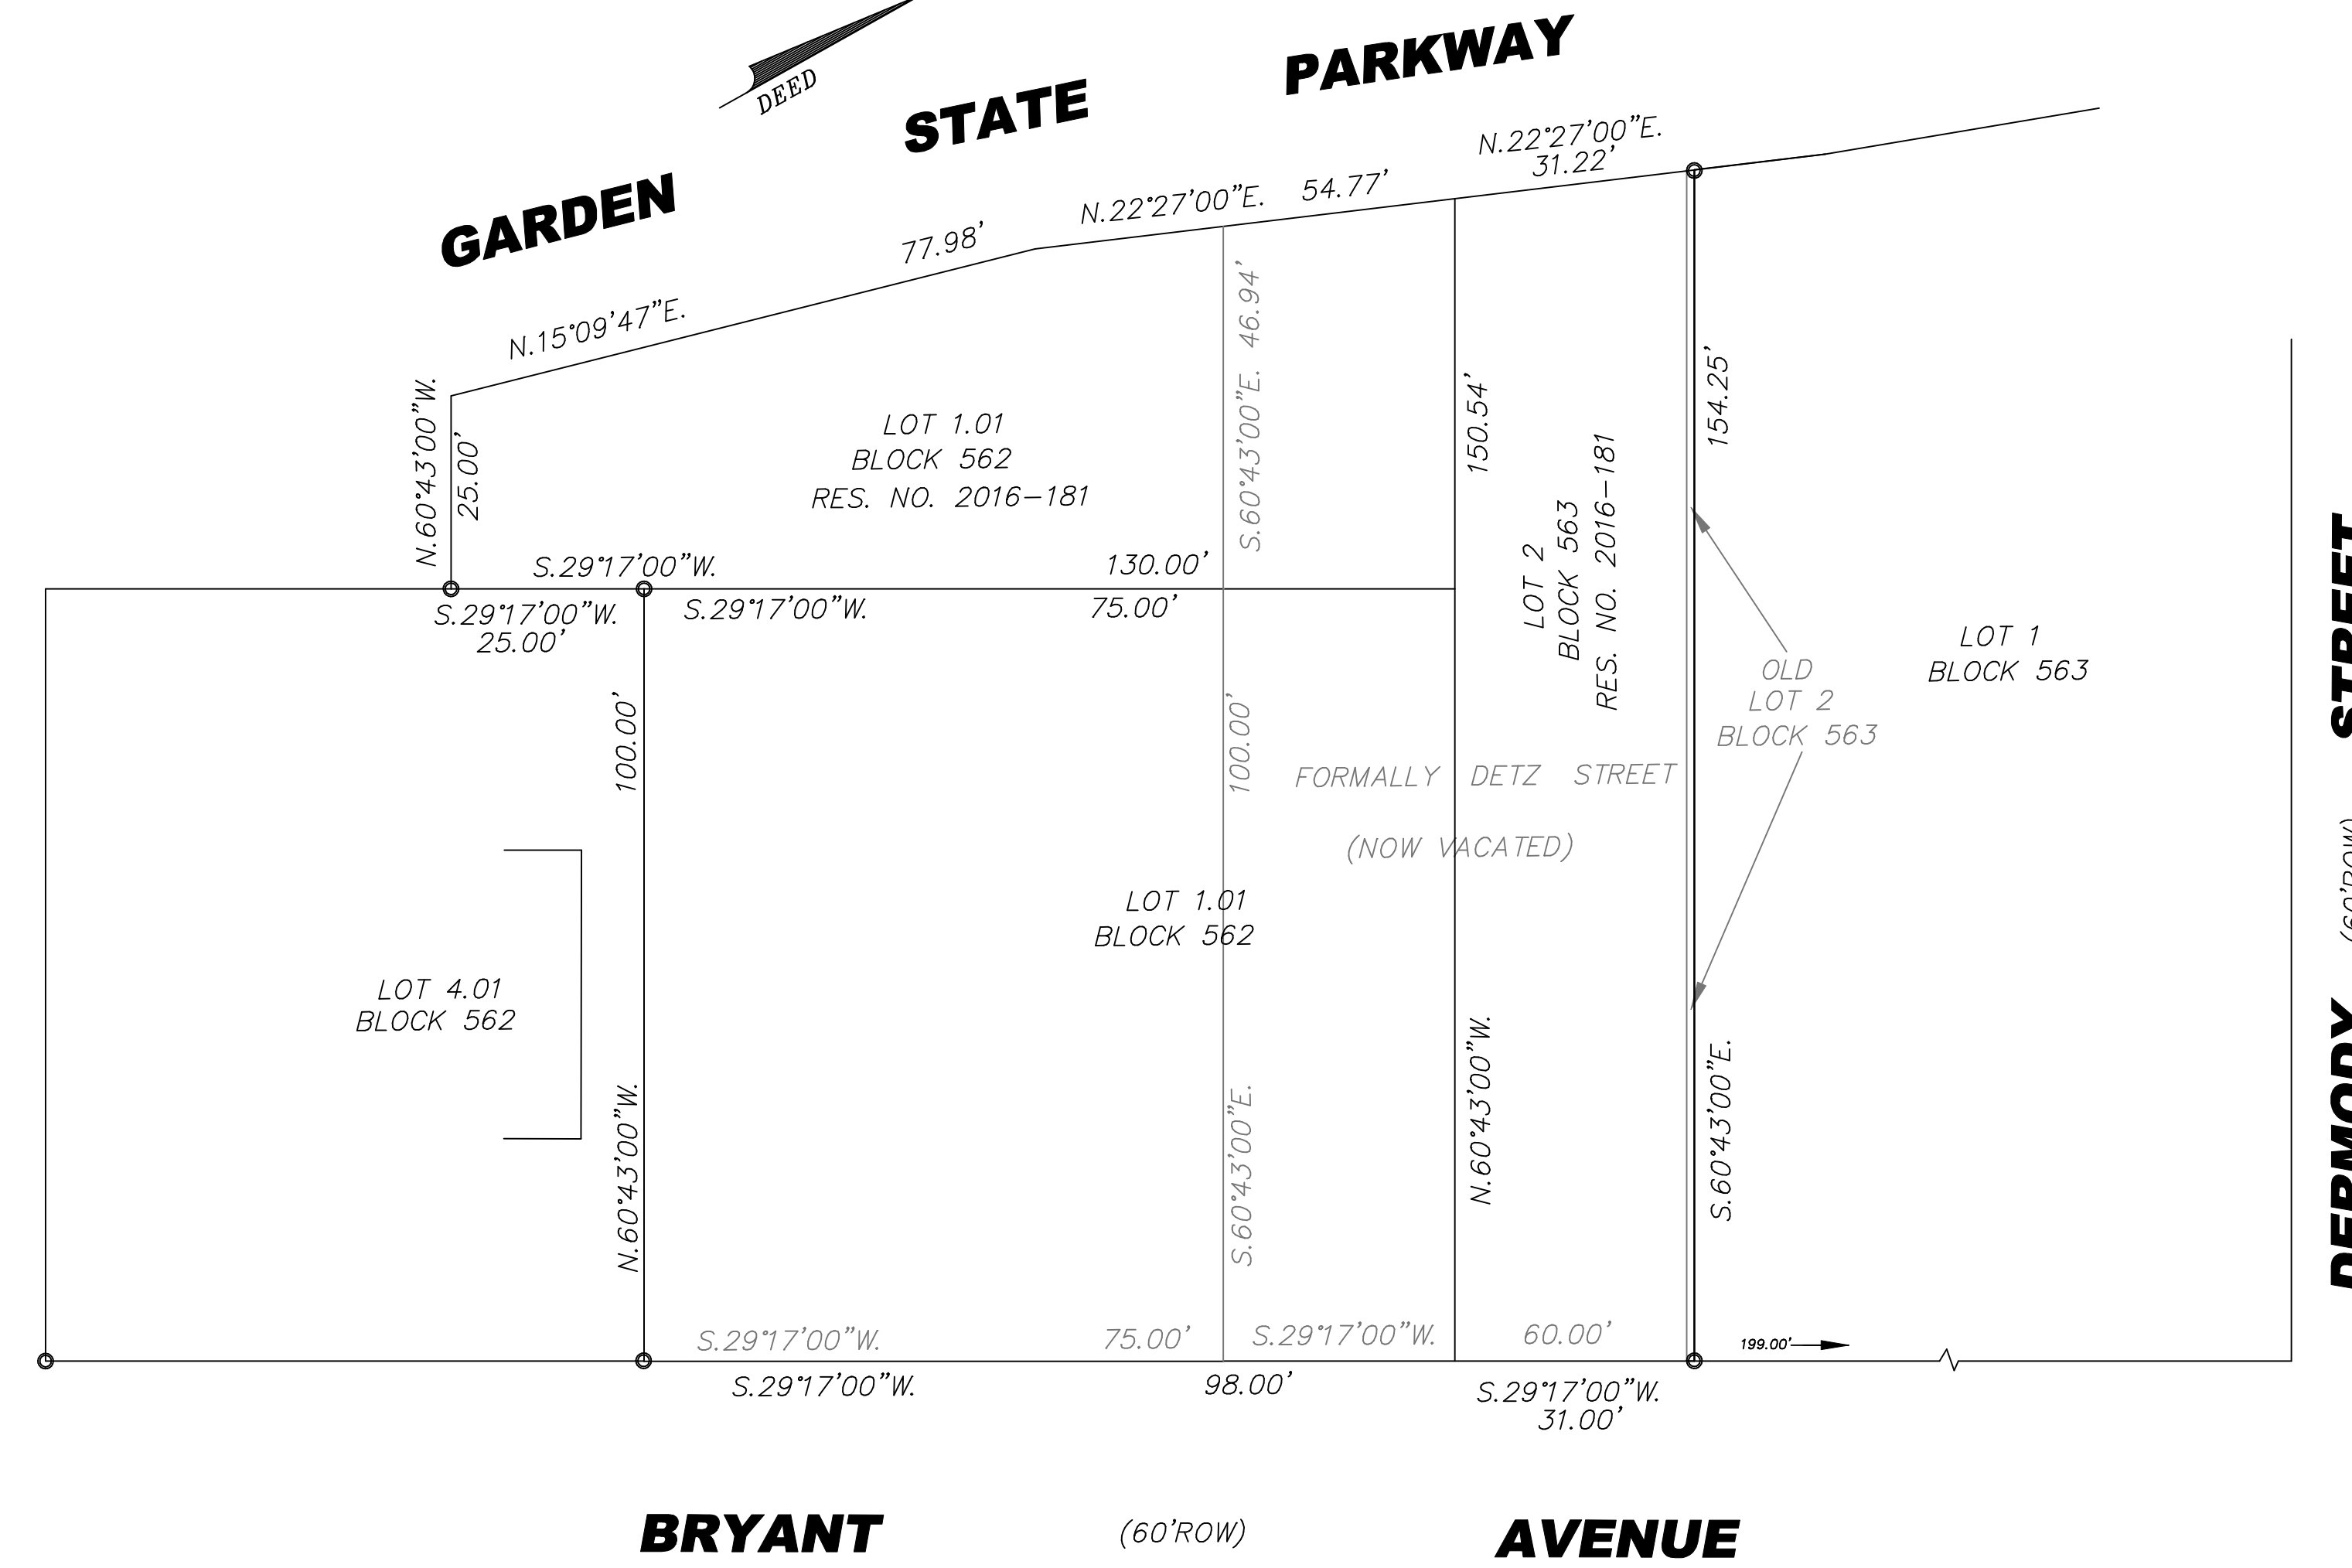 GARDEN STATE PARKWAY
DEED
N.22°27'00"E.
31.22'
N.22°27'00"E. 54.77'
77.98'
N.15°09'47"E.
N.60°43'00"W.
25.00'
LOT 1.01
BLOCK 562
RES. NO. 2016-181
S.60°43'00"E. 46.94'
150.54'
154.25'
S.29°17'00"W. 130.00'
S.29°17'00"W.
25.00'
S.29°17'00"W. 75.00'
LOT 2
BLOCK 563
RES. NO. 2016-181
LOT 1
BLOCK 563
OLD
LOT 2
BLOCK 563
100.00'
100.00'
FORMALLY DETZ STREET
(NOW VACATED)
LOT 1.01
BLOCK 562
LOT 4.01
BLOCK 562
N.60°43'00"W.
S.60°43'00"E.
N.60°43'00"W.
S.60°43'00"E.
S.29°17'00"W. 75.00'
S.29°17'00"W. 60.00'
199.00'
S.29°17'00"W. 98.00'
S.29°17'00"W.
31.00'
BRYANT (60'ROW) AVENUE
DERMODY (60'ROW) STREET